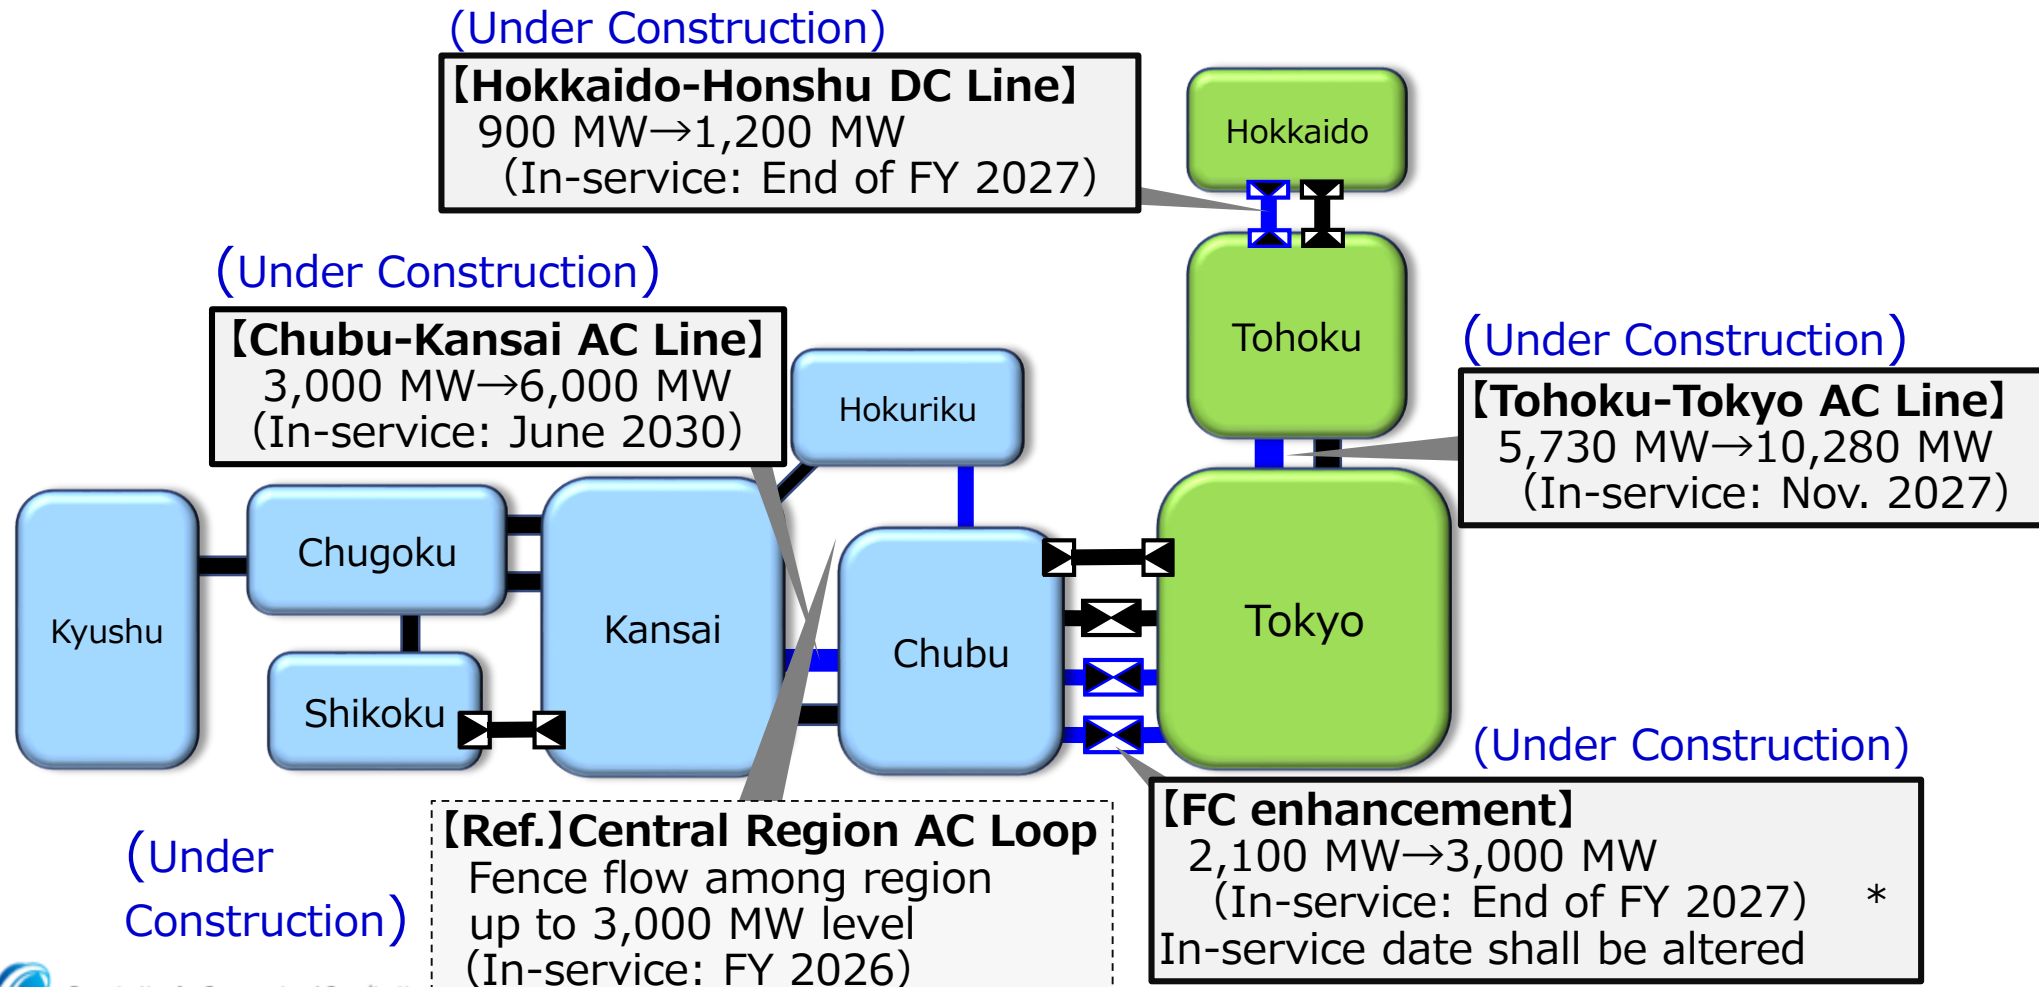 (Under Construction)
【Hokkaido-Honshu DC Line】
900 MW→1,200 MW
(In-service: End of FY 2027)
Hokkaido
(Under Construction)
【Chubu-Kansai AC Line】
3,000 MW→6,000 MW
(In-service: June 2030)
Hokuriku
Tohoku
(Under Construction)
【Tohoku-Tokyo AC Line】
5,730 MW→10,280 MW
(In-service: Nov. 2027)
Kyushu
Chugoku
Shikoku
Kansai
Chubu
Tokyo
(Under
Construction)
【Ref.】Central Region AC Loop
Fence flow among region
up to 3,000 MW level
(In-service: FY 2026)
(Under Construction)
【FC enhancement】
2,100 MW→3,000 MW
(In-service: End of FY 2027) *
In-service date shall be altered